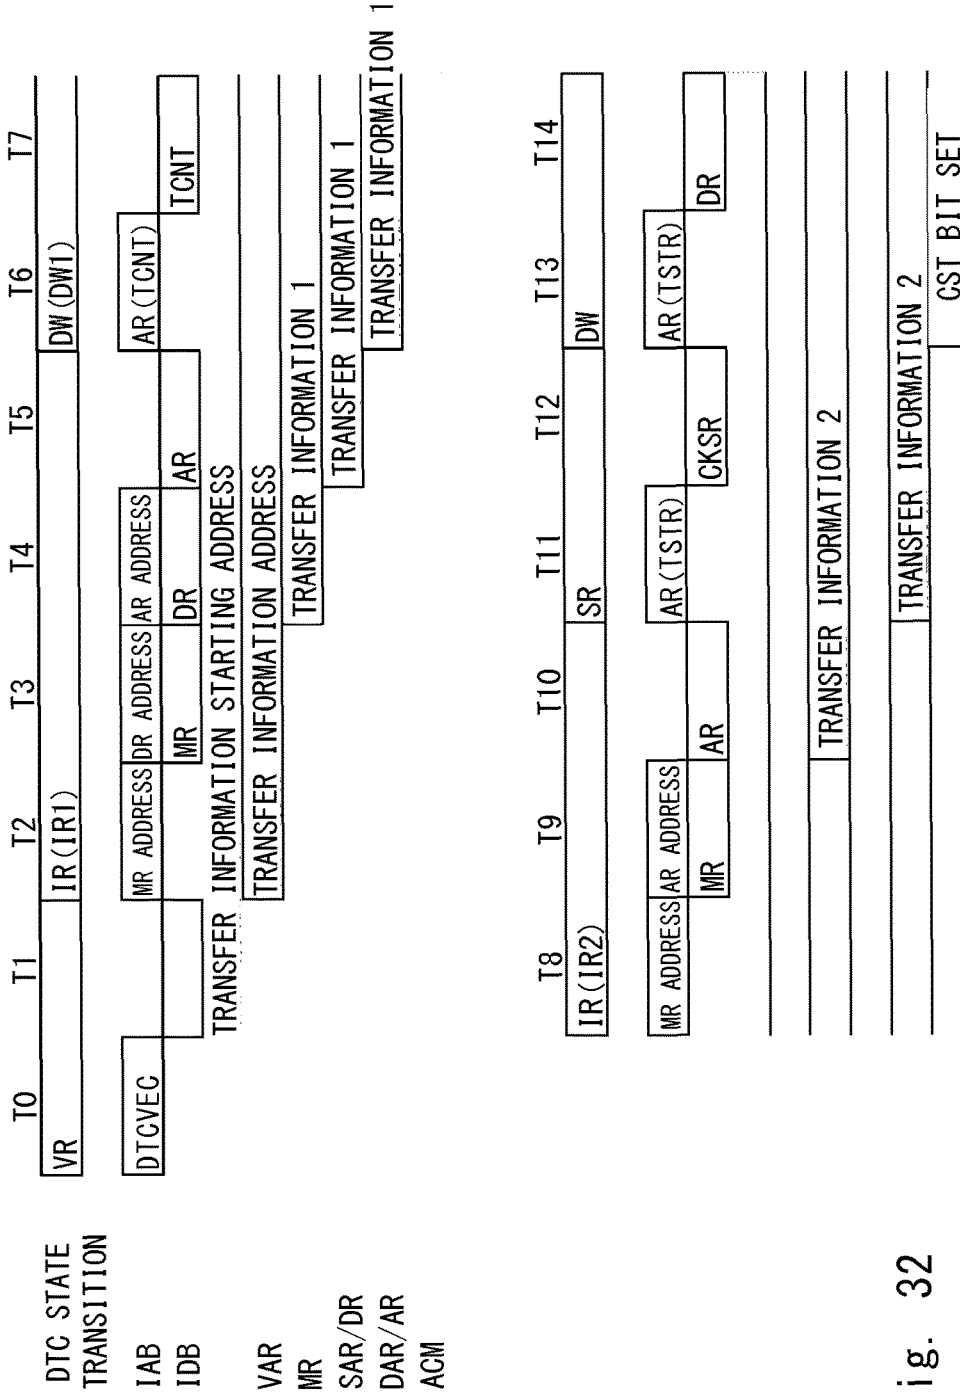 T0 T1 T2 T3 T4 T5 T6 T7
DTC STATE TRANSITION
VR IR(IR1) DW(DW1)
IAB
DTCVEC MR ADDRESS DR ADDRESS AR ADDRESS AR(TCNT)
IDB
MR DR AR TCNT
TRANSFER INFORMATION STARTING ADDRESS
VAR
TRANSFER INFORMATION ADDRESS
MR
TRANSFER INFORMATION 1
SAR/DR
TRANSFER INFORMATION 1
DAR/AR
TRANSFER INFORMATION 1
ACM
T8 T9 T10 T11 T12 T13 T14
IR(IR2) SR DW
MR ADDRESS AR ADDRESS AR(TSTR) AR(TSTR)
MR AR CKSR DR
TRANSFER INFORMATION 2
TRANSFER INFORMATION 2
CST BIT SET
ig. 32